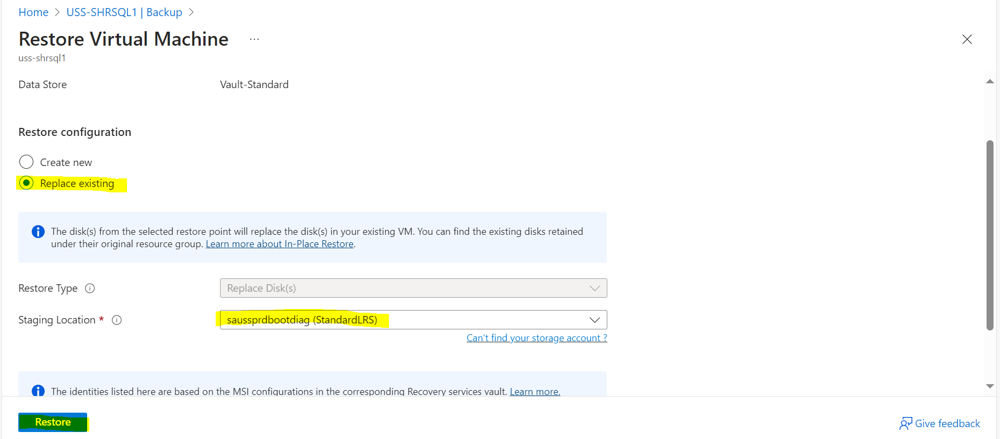 Home > USS-SHRSQL1 | Backup >
Restore Virtual Machine ...
uss-shrsql1
Data Store Vault-Standard
Restore configuration
Create new
Replace existing
The disk(s) from the selected restore point will replace the disk(s) in your existing VM. You can find the existing disks retained
under their original resource group. Learn more about In-Place Restore.
Restore Type Replace Disk(s)
Staging Location * saussprdbootdiag (StandardLRS)
Can't find your storage account ?
The identities listed here are based on the MSI configurations in the corresponding Recovery services vault. Learn more.
Restore
Give feedback